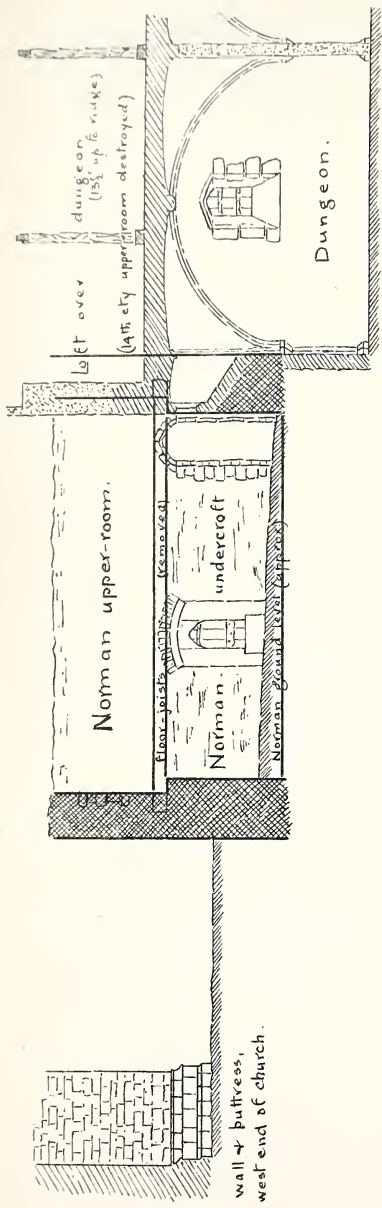 wall & buttress,
west end of church.
Norman upper-room.
floor-joists (removed)
Norman. undercroft
Norman ground level (approx)
Loft over dungeon
(13½' up to ridge)
(14th cty upper room destroyed)
Dungeon.